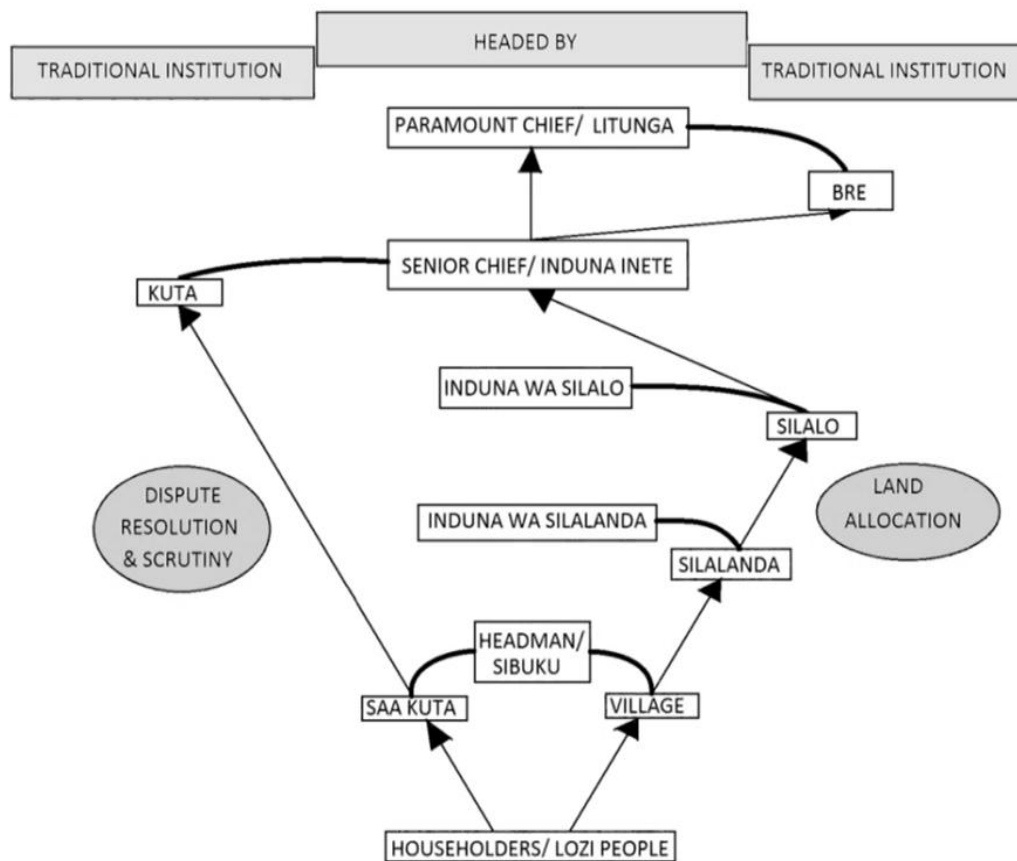 HEADED BY
TRADITIONAL INSTITUTION
TRADITIONAL INSTITUTION
PARAMOUNT CHIEF/ LITUNGA
BRE
SENIOR CHIEF/ INDUNA INETE
KUTA
INDUNA WA SILALO
SILALO
DISPUTE
RESOLUTION
& SCRUTINY
LAND
ALLOCATION
INDUNA WA SILALANDA
SILALANDA
HEADMAN/
SIBUKU
SAA KUTA
VILLAGE
HOUSEHOLDERS/ LOZI PEOPLE